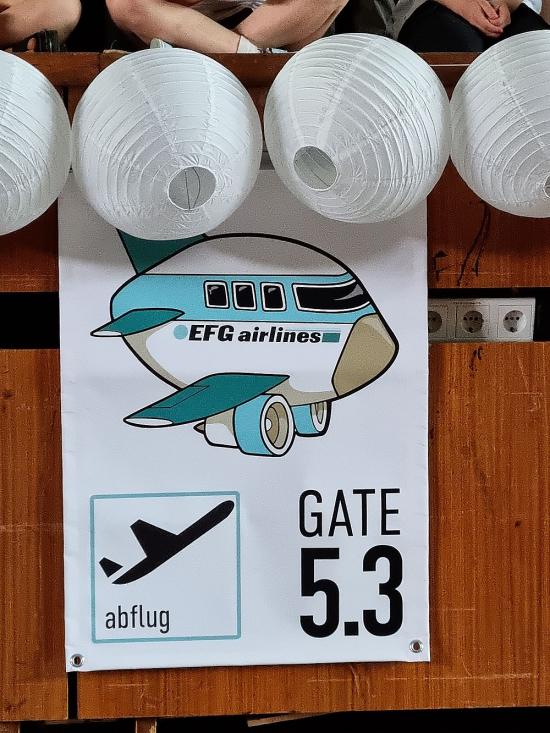 EFG airlines
GATE
5.3
abflug